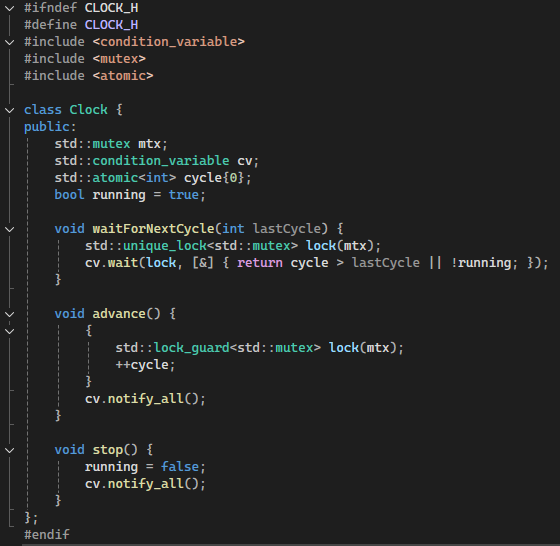 #ifndef CLOCK_H
#define CLOCK_H
#include <condition_variable>
#include <mutex>
#include <atomic>

class Clock {
public:
    std::mutex mtx;
    std::condition_variable cv;
    std::atomic<int> cycle{0};
    bool running = true;

    void waitForNextCycle(int lastCycle) {
        std::unique_lock<std::mutex> lock(mtx);
        cv.wait(lock, [&] { return cycle > lastCycle || !running; });
    }

    void advance() {
        {
            std::lock_guard<std::mutex> lock(mtx);
            ++cycle;
        }
        cv.notify_all();
    }

    void stop() {
        running = false;
        cv.notify_all();
    }
};
#endif